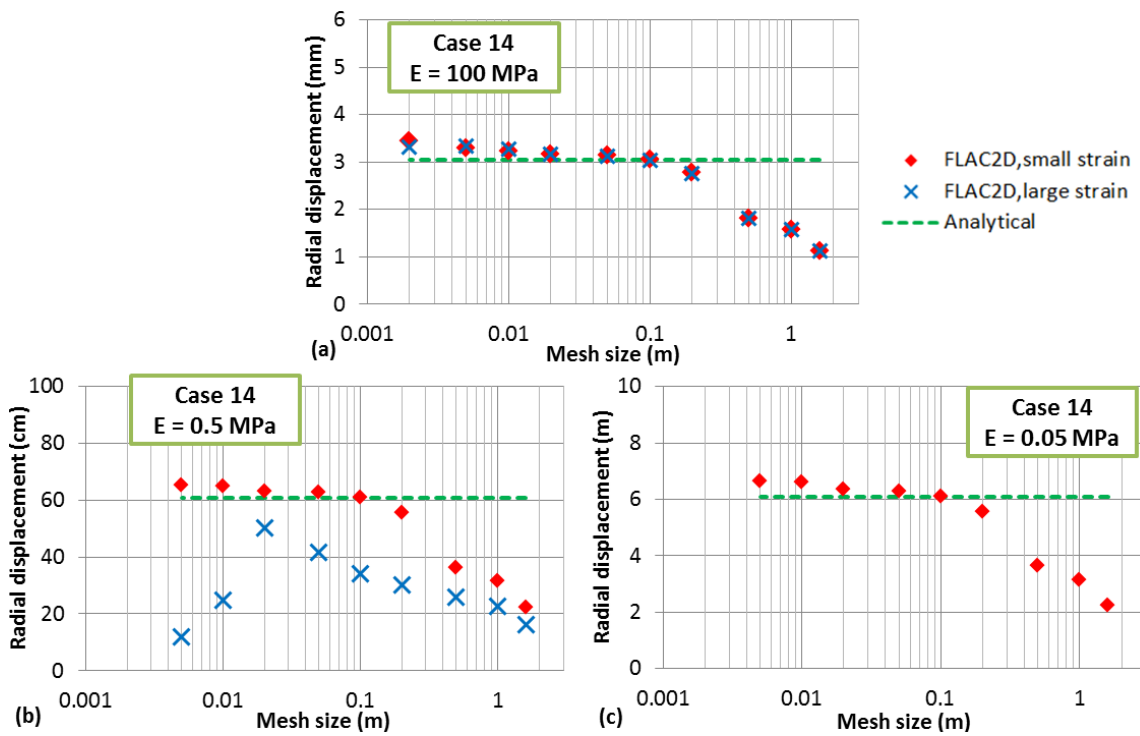 Case 14
E = 100 MPa
Radial displacement (mm)
6
5
4
3
2
1
0
0.001
0.01
0.1
1
Mesh size (m)
(a)
FLAC2D,small strain
FLAC2D,large strain
Analytical
Case 14
E = 0.5 MPa
Radial displacement (cm)
100
80
60
40
20
0
0.001
0.01
0.1
1
Mesh size (m)
(b)
Case 14
E = 0.05 MPa
Radial displacement (m)
10
8
6
4
2
0
0.001
0.01
0.1
1
Mesh size (m)
(c)